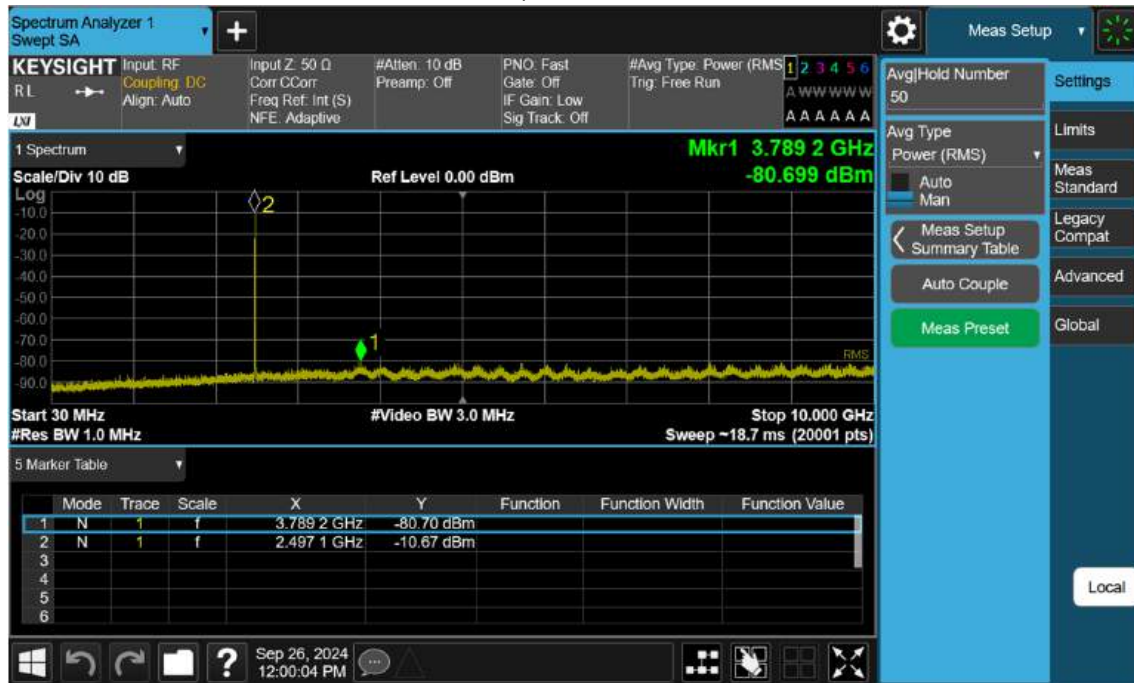 Spectrum Analyzer 1
Swept SA
+
Meas Setup
KEYSIGHT
RL
LXI
Input: RF
Coupling: DC
Align: Auto
Input Z: 50 Ω
Corr CCorr
Freq Ref: Int (S)
NFE: Adaptive
#Atten: 10 dB
Preamp: Off
PNO: Fast
Gate: Off
IF Gain: Low
Sig Track: Off
#Avg Type: Power (RMS
Trig: Free Run
1 2 3 4 5 6
A W W W W W
A A A A A A
1 Spectrum
Scale/Div 10 dB
Ref Level 0.00 dBm
Mkr1 3.789 2 GHz
-80.699 dBm
Log
-10.0
-20.0
-30.0
-40.0
-50.0
-60.0
-70.0
-80.0
-90.0
2
1
RMS
Start 30 MHz
#Video BW 3.0 MHz
Stop 10.000 GHz
#Res BW 1.0 MHz
Sweep ~18.7 ms (20001 pts)
5 Marker Table
Mode Trace Scale X Y Function Function Width Function Value
1 N 1 f 3.789 2 GHz -80.70 dBm
2 N 1 f 2.497 1 GHz -10.67 dBm
3
4
5
6
Avg|Hold Number
50
Avg Type
Power (RMS)
Auto
Man
Meas Setup
Summary Table
Auto Couple
Meas Preset
Settings
Limits
Meas
Standard
Legacy
Compat
Advanced
Global
Local
?
Sep 26, 2024
12:00:04 PM